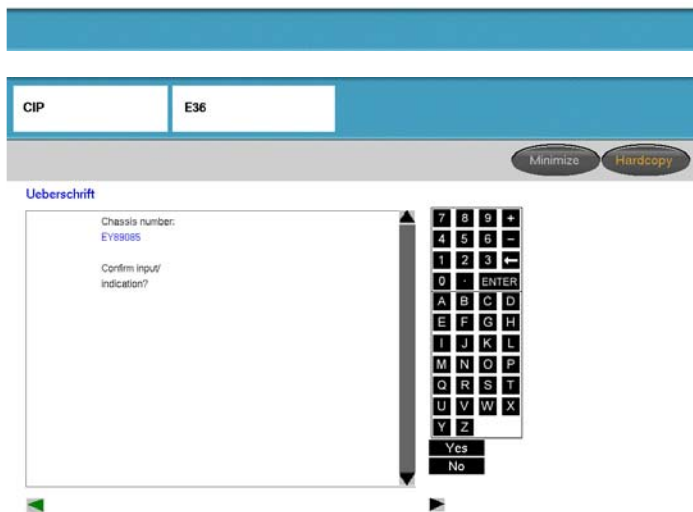 CIP E36
Minimize Hardcopy
Ueberschrift
Chassis number:
EY89085
Confirm input/
indication?
7 8 9 +
4 5 6 -
1 2 3 ←
0 . ENTER
A B C D
E F G H
I J K L
M N O P
Q R S T
U V W X
Y Z
Yes
No